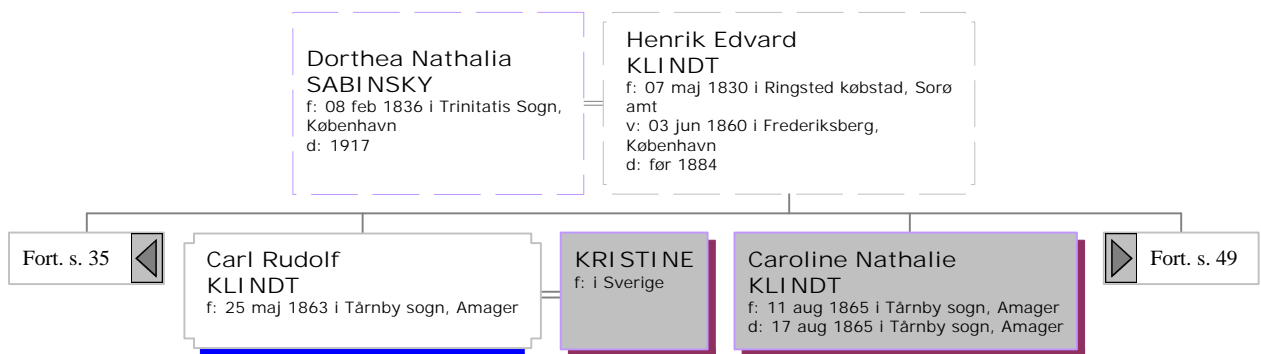 Dorthea Nathalia
SABINSKY
f: 08 feb 1836 i Trinitatis Sogn,
København
d: 1917
Henrik Edvard
KLINDT
f: 07 maj 1830 i Ringsted købstad, Sorø
amt
v: 03 jun 1860 i Frederiksberg,
København
d: før 1884
Fort. s. 35
Carl Rudolf
KLINDT
f: 25 maj 1863 i Tårnby sogn, Amager
KRISTINE
f: i Sverige
Caroline Nathalie
KLINDT
f: 11 aug 1865 i Tårnby sogn, Amager
d: 17 aug 1865 i Tårnby sogn, Amager
Fort. s. 49